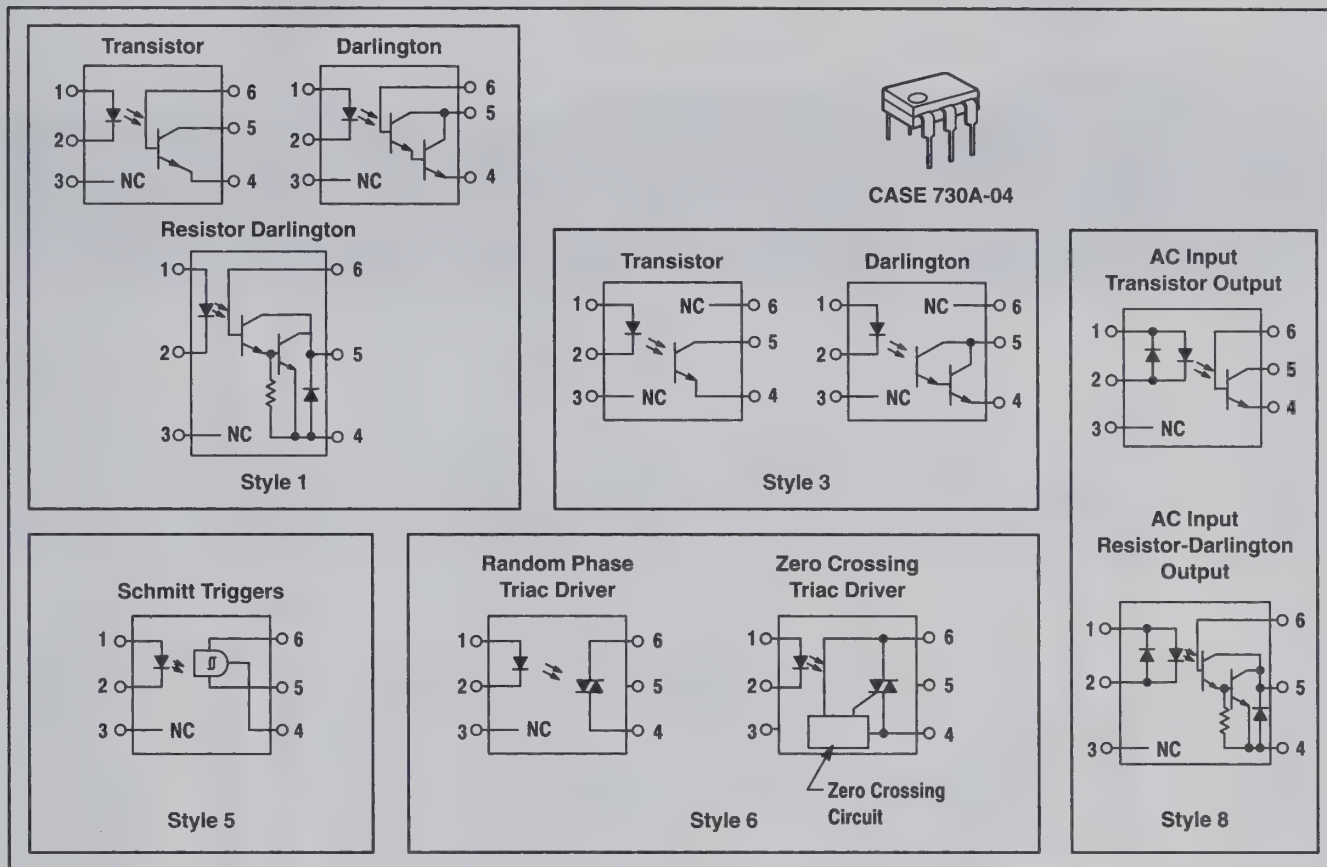 Transistor
1
2
3
NC
6
5
4
Darlington
1
2
3
NC
6
5
4
Resistor Darlington
1
2
3
NC
6
5
4
Style 1
CASE 730A-04
Transistor
1
2
3
NC
NC
6
5
4
Darlington
1
2
3
NC
NC
6
5
4
Style 3
AC Input
Transistor Output
1
2
3
NC
6
5
4
AC Input
Resistor-Darlington
Output
1
2
3
NC
6
5
4
Style 8
Schmitt Triggers
1
2
3
NC
6
5
4
Style 5
Random Phase
Triac Driver
1
2
3
NC
6
5
4
Zero Crossing
Triac Driver
1
2
3
6
5
4
Zero Crossing
Circuit
Style 6